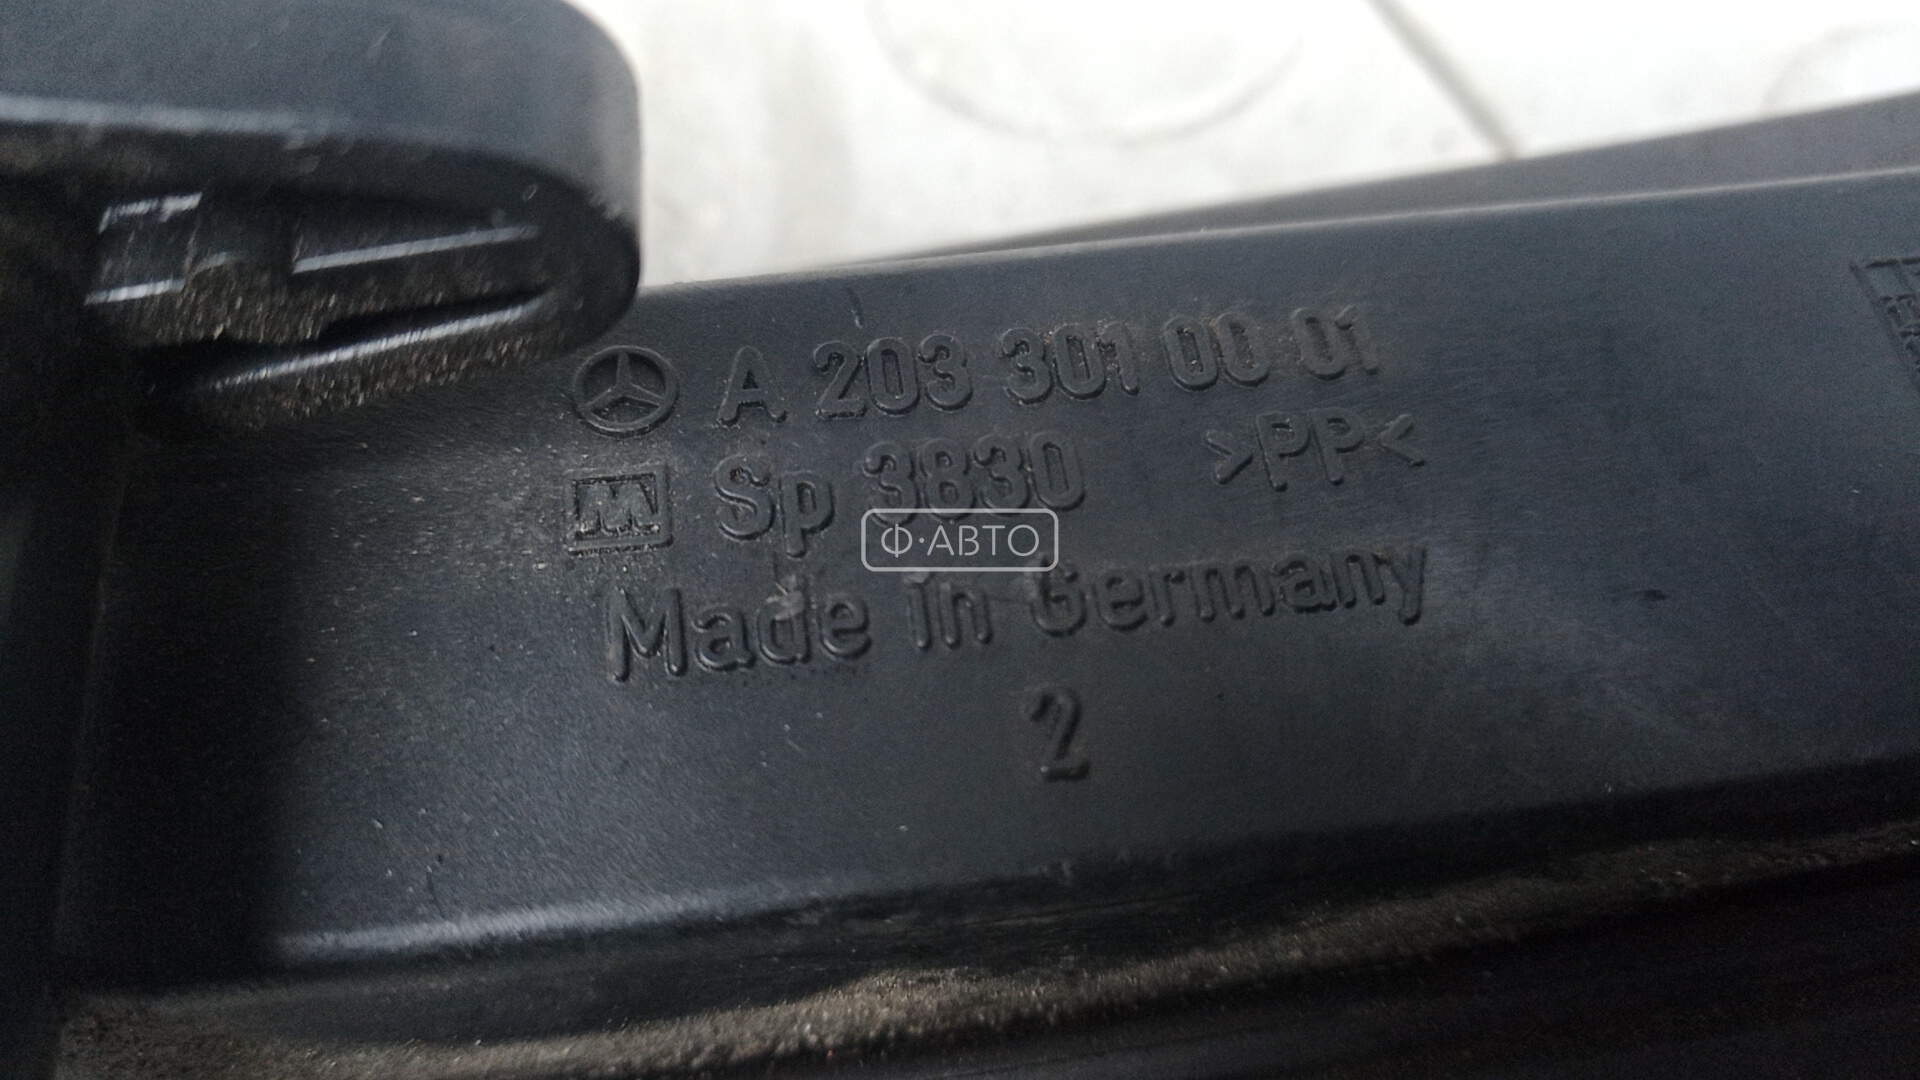 A 203 301 00 01
Sp 3830 >PP<
Ф·АВТО
Made in Germany
2